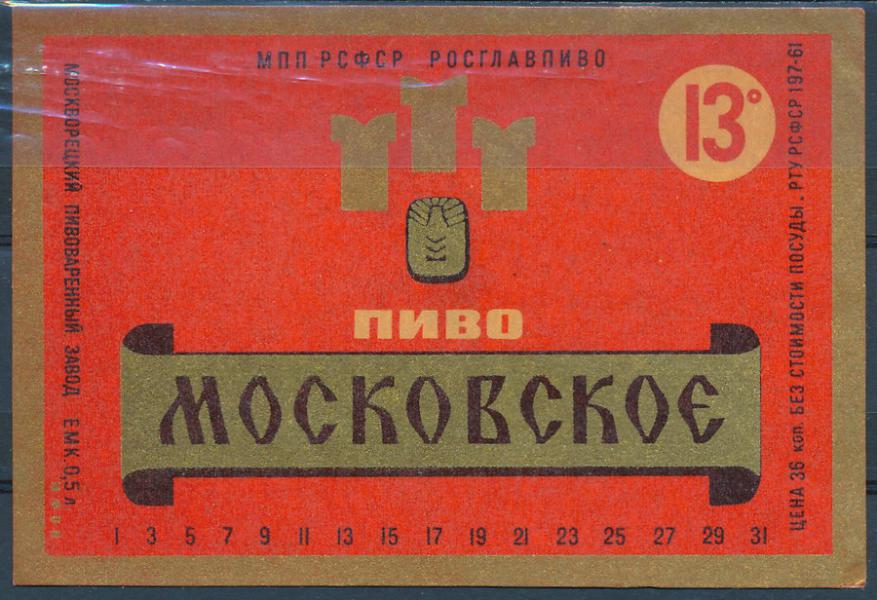 МПП РСФСР РОСГЛАВПИВО
13°
МОСКВОРЕЦКИЙ ПИВОВАРЕННЫЙ ЗАВОД ЕМК. 0,5 л
ПИВО
МОСКОВСКОЕ
1 3 5 7 9 11 13 15 17 19 21 23 25 27 29 31
ЦЕНА 36 коп. БЕЗ СТОИМОСТИ ПОСУДЫ. РТУ РСФСР 197-61